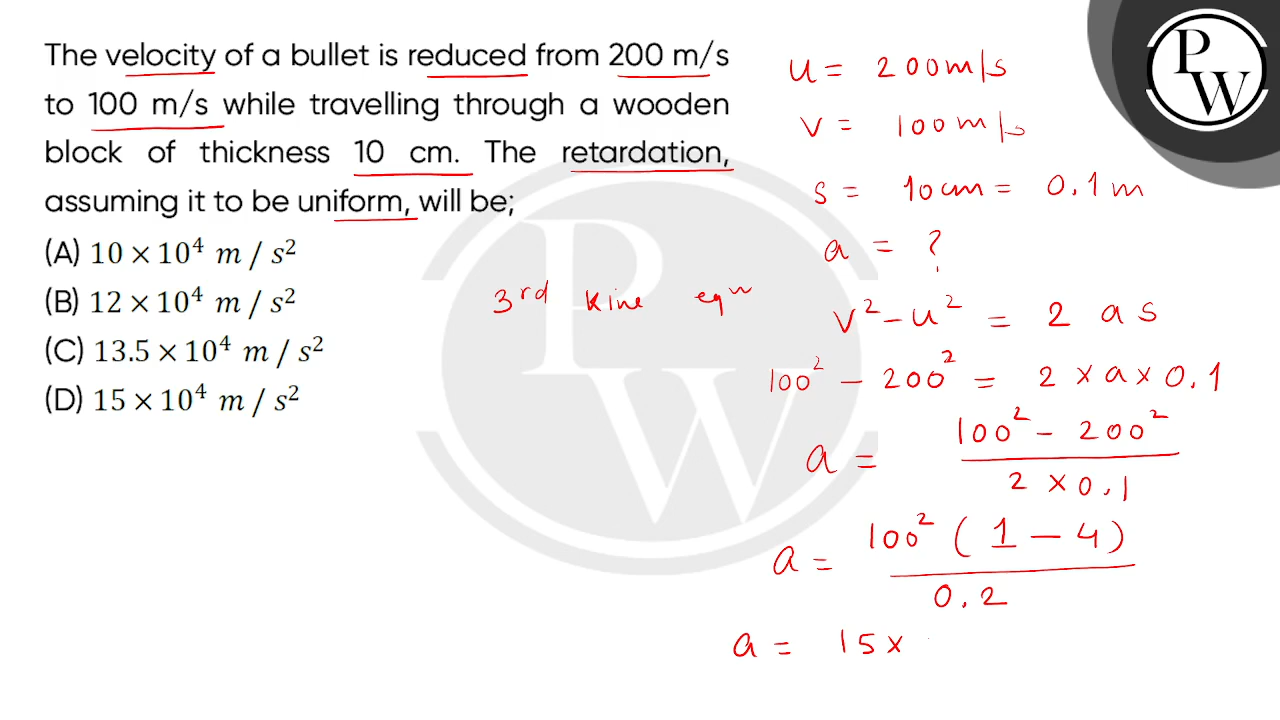 The velocity of a bullet is reduced from 200 m/s
to 100 m/s while travelling through a wooden
block of thickness 10 cm. The retardation,
assuming it to be uniform, will be;
(A) 10 × 10⁴ m / s²
(B) 12 × 10⁴ m / s²
(C) 13.5 × 10⁴ m / s²
(D) 15 × 10⁴ m / s²
u = 200 m/s
v = 100 m/s
s = 10 cm = 0.1 m
a = ?
3rd kine eqn
v² - u² = 2 a s
100² - 200² = 2 × a × 0.1
a = (100² - 200²) / (2 × 0.1)
a = 100² (1 - 4) / 0.2
a = 15 ×
PW
PW